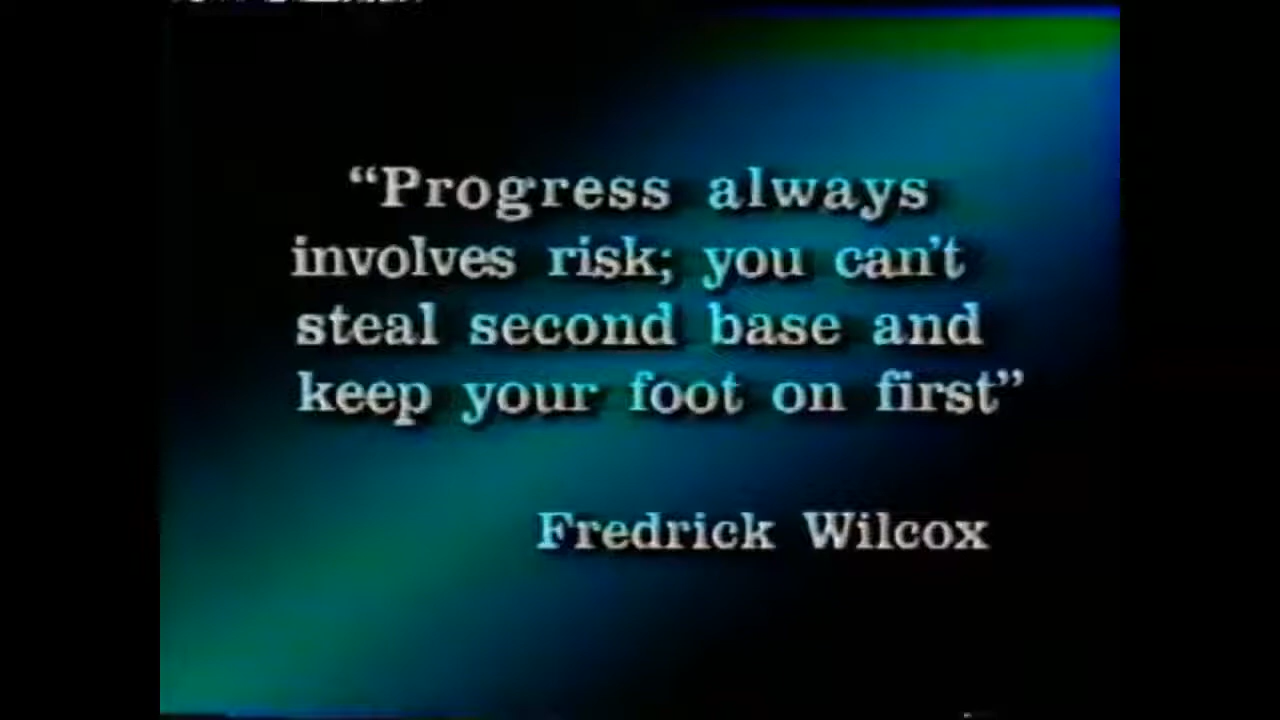 “Progress always
involves risk; you can’t
steal second base and
keep your foot on first”
Fredrick Wilcox